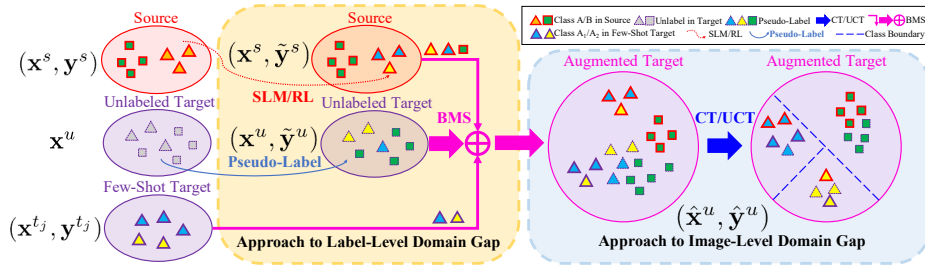 Class A/B in Source
Unlabel in Target
Pseudo-Label
CT/UCT
BMS
Class A₁/A₂ in Few-Shot Target
SLM/RL
Pseudo-Label
Class Boundary
Source
(xˢ, yˢ)
Unlabeled Target
xᵘ
Few-Shot Target
(x^{t_j}, y^{t_j})
Source
(xˢ, ỹˢ)
SLM/RL
Unlabeled Target
(xᵘ, ỹᵘ)
Pseudo-Label
BMS
Approach to Label-Level Domain Gap
Augmented Target
CT/UCT
Augmented Target
(x̂ᵘ, ŷᵘ)
Approach to Image-Level Domain Gap